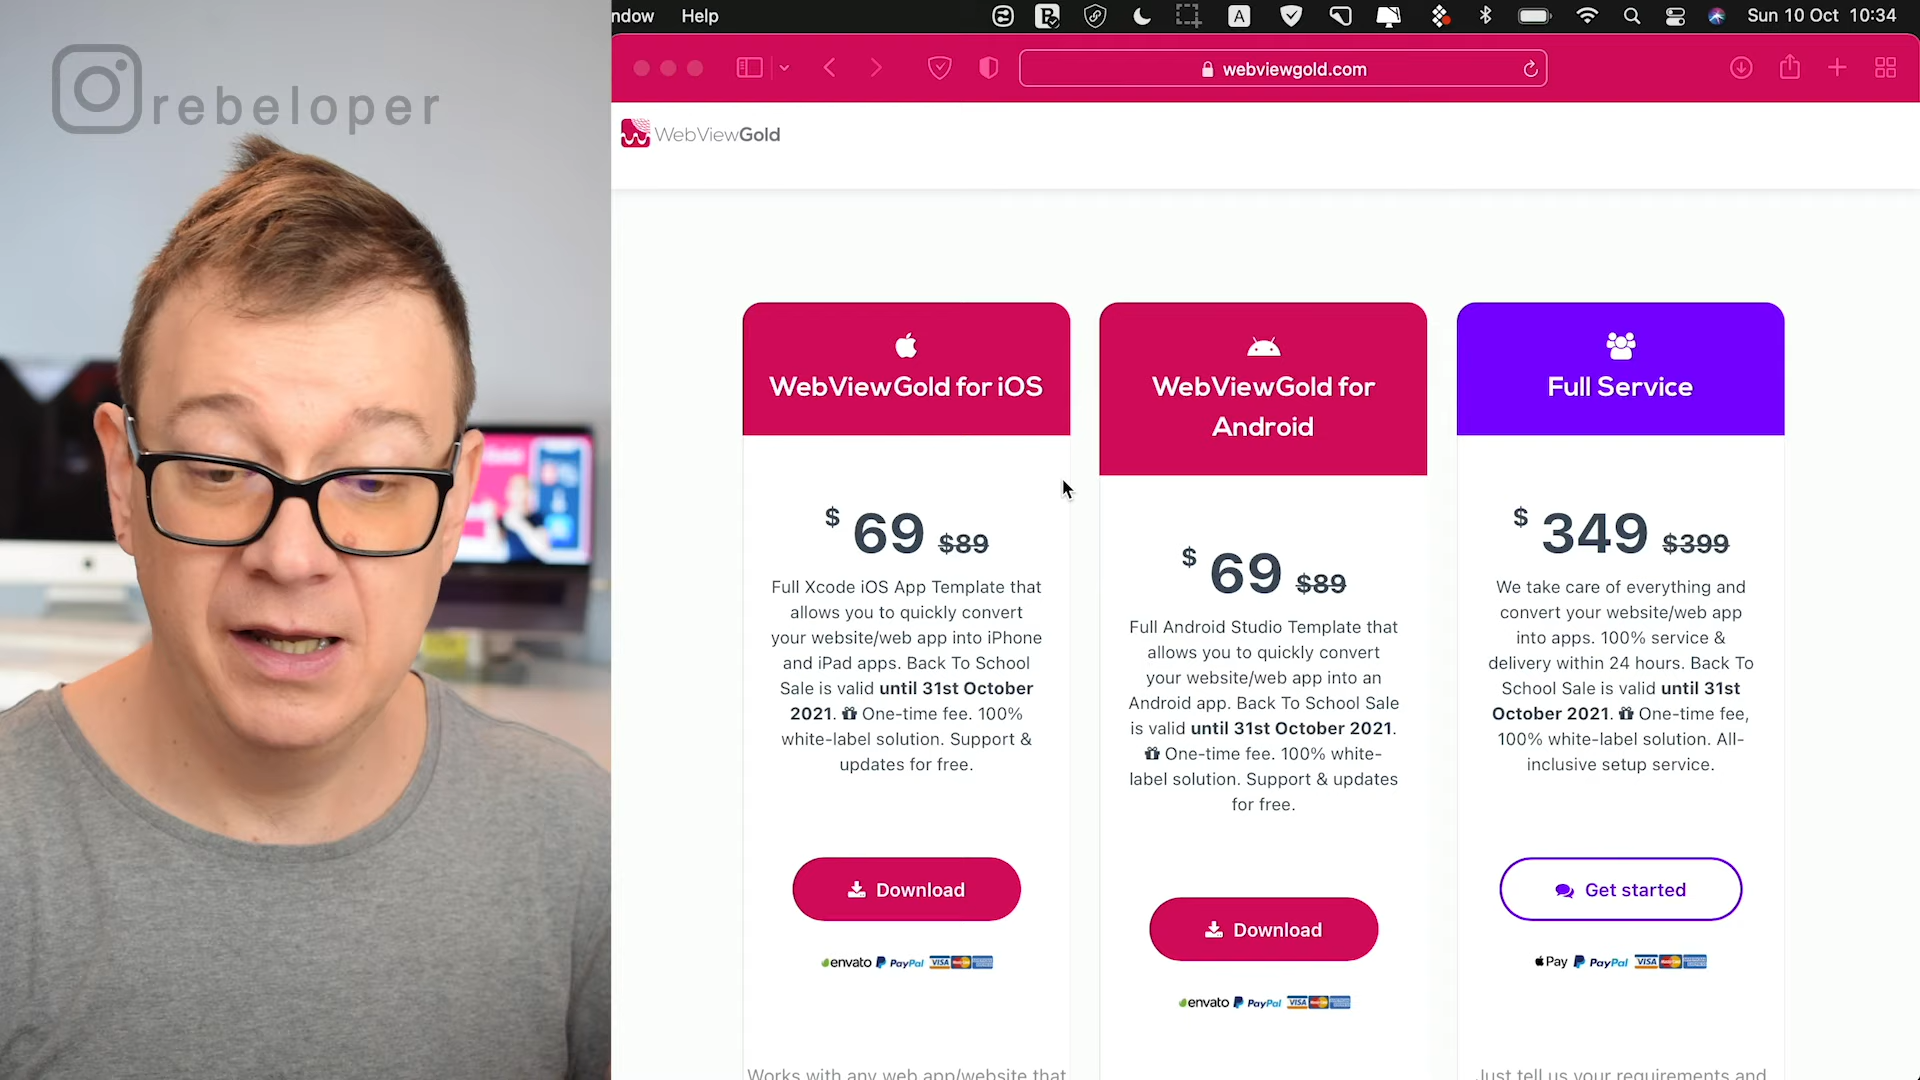 rebeloper
ndow Help
A
Sun 10 Oct 10:34
webviewgold.com
WebViewGold
WebViewGold for iOS
$ 69 $89
Full Xcode iOS App Template that
allows you to quickly convert
your website/web app into iPhone
and iPad apps. Back To School
Sale is valid until 31st October
2021. One-time fee. 100%
white-label solution. Support &
updates for free.
Download
envato PayPal VISA
Works with any web app/website that
WebViewGold for
Android
$ 69 $89
Full Android Studio Template that
allows you to quickly convert
your website/web app into an
Android app. Back To School Sale
is valid until 31st October 2021.
One-time fee. 100% white-
label solution. Support & updates
for free.
Download
envato PayPal VISA
Full Service
$ 349 $399
We take care of everything and
convert your website/web app
into apps. 100% service &
delivery within 24 hours. Back To
School Sale is valid until 31st
October 2021. One-time fee,
100% white-label solution. All-
inclusive setup service.
Get started
Pay PayPal VISA
Just tell us your requirements and